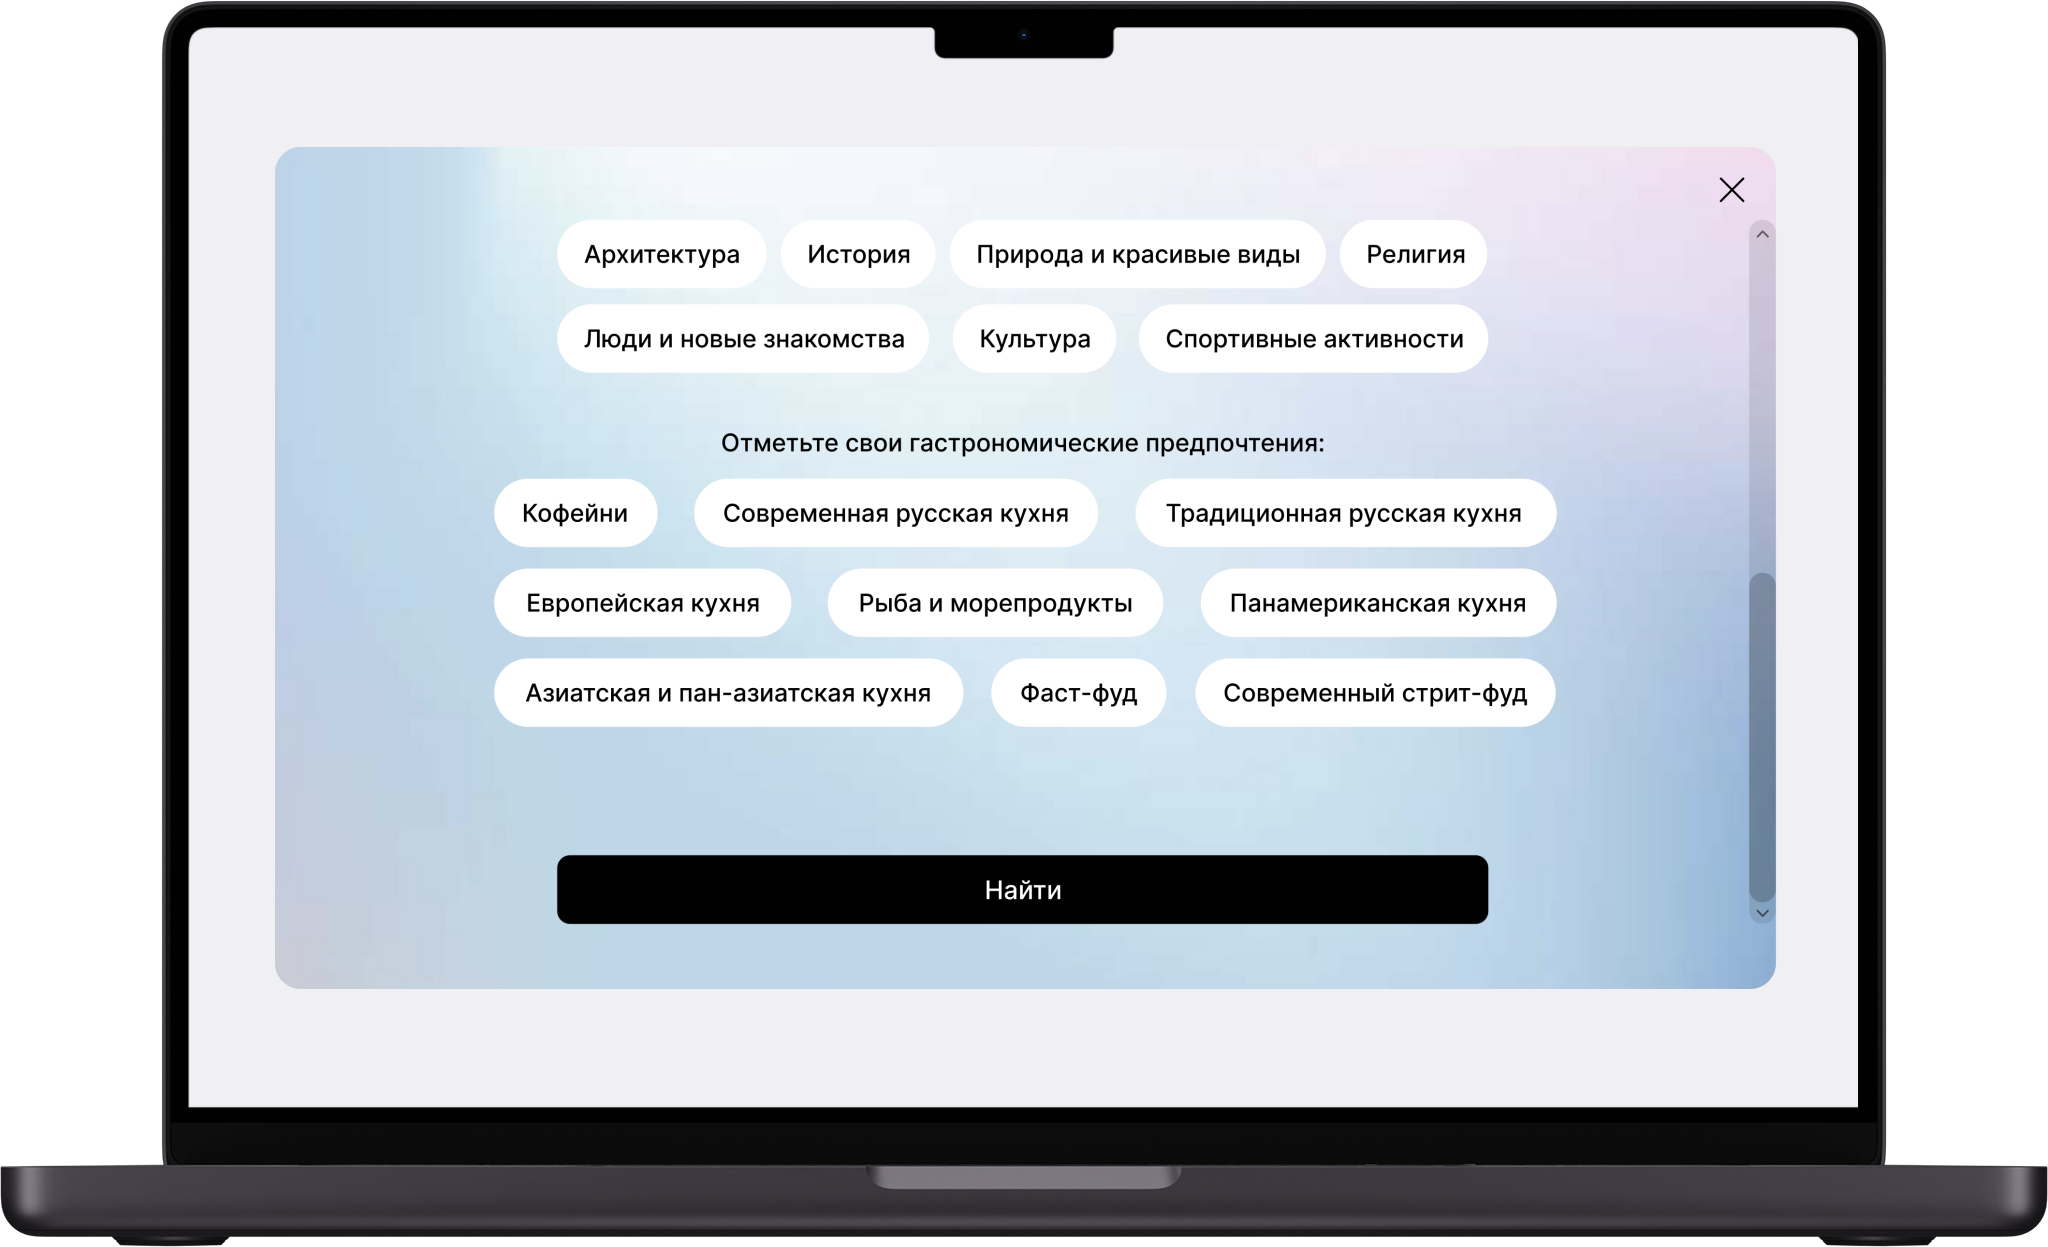 Архитектура История Природа и красивые виды Религия
Люди и новые знакомства Культура Спортивные активности
Отметьте свои гастрономические предпочтения:
Кофейни Современная русская кухня Традиционная русская кухня
Европейская кухня Рыба и морепродукты Панамериканская кухня
Азиатская и пан-азиатская кухня Фаст-фуд Современный стрит-фуд
Найти